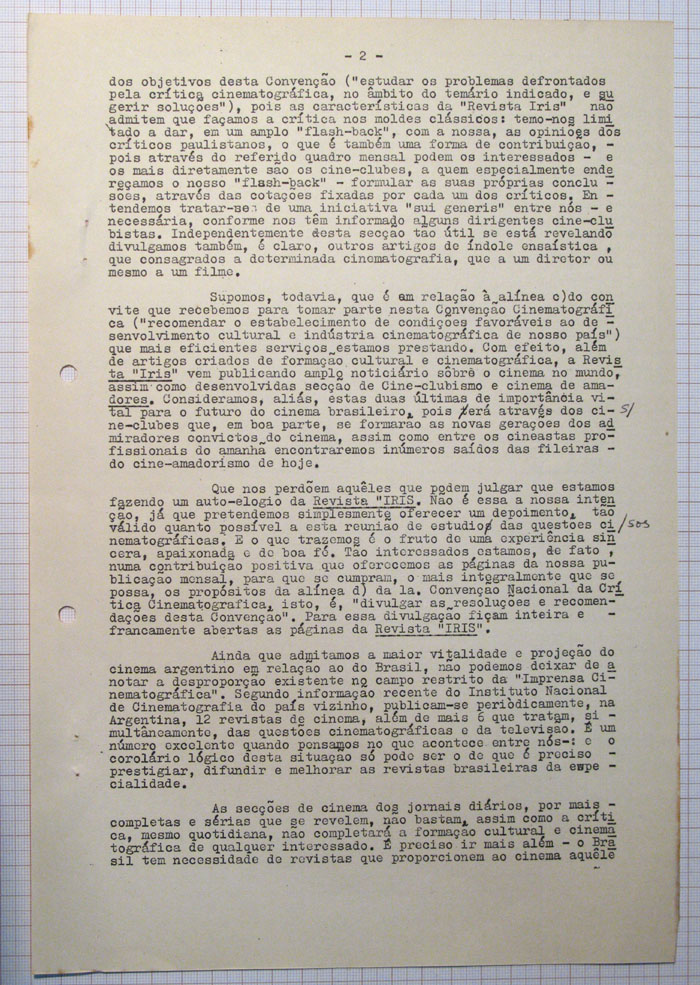 - 2 -
dos objetivos desta Convenção ("estudar os problemas defrontados
pela crítica cinematográfica, no âmbito do temário indicado, e su
gerir soluções"), pois as características da "Revista Iris" não
admitem que façamos a crítica nos moldes clássicos: temo-nos limi
tado a dar, em um amplo "flash-back", com a nossa, as opiniões dos
críticos paulistanos, o que é também uma forma de contribuição, -
pois através do referido quadro mensal podem os interessados - e
os mais diretamente são os cine-clubes, a quem especialmente ende
reçamos o nosso "flash-back" - formular as suas próprias conclu -
sões, através das cotações fixadas por cada um dos críticos. En -
tendemos tratar-se de uma iniciativa "sui generis" entre nós - e
necessária, conforme nos têm informado alguns dirigentes cine-clu
bistas. Independentemente desta secção tão útil se está revelando
divulgamos também, é claro, outros artigos de índole ensaística ,
que consagrados a determinada cinematografia, que a um diretor ou
mesmo a um filme.
Supomos, todavia, que é em relação à alínea c)do con
vite que recebemos para tomar parte nesta Convenção Cinematográfi
ca ("recomendar o estabelecimento de condições favoráveis ao de -
senvolvimento cultural e indústria cinematográfica de nosso país")
que mais eficientes serviços estamos prestando. Com efeito, além
de artigos criados de formação cultural e cinematográfica, a Revis
ta "Iris" vem publicando amplo noticiário sôbre o cinema no mundo,
assim como desenvolvidas secção de Cine-clubismo e cinema de ama-
dores. Consideramos, aliás, estas duas últimas de importância vi-
tal para o futuro do cinema brasileiro, pois será através dos ci- S/
ne-clubes que, em boa parte, se formarão as novas gerações dos ad
miradores convictos do cinema, assim como entre os cineastas pro-
fissionais do amanhã encontraremos inúmeros saídos das fileiras -
do cine-amadorismo de hoje.
Que nos perdôem aquêles que podem julgar que estamos
fazendo um auto-elogio da Revista "IRIS. Não é essa a nossa inten
ção, já que pretendemos simplesmente oferecer um depoimento, tão
válido quanto possível a esta reunião de estudio das questões ci /sos
nematográficas. E o que trazemos é o fruto de uma experiência sin
cera, apaixonada e de boa fé. Tão interessados estamos, de fato ,
numa contribuição positiva que oferecemos as páginas da nossa pu-
blicação mensal, para que se cumpram, o mais integralmente que se
possa, os propósitos da alínea d) da 1a. Convenção Nacional da Crí
tica Cinematografica, isto, é, "divulgar as resoluções e recomen-
dações desta Convenção". Para essa divulgação ficam inteira e -
francamente abertas as páginas da Revista "IRIS".
Ainda que admitamos a maior vitalidade e projeção do
cinema argentino em relação ao do Brasil, não podemos deixar de a
notar a desproporção existente no campo restrito da "Imprensa Ci-
nematográfica". Segundo informação recente do Instituto Nacional
de Cinematografia do país vizinho, publicam-se periòdicamente, na
Argentina, 12 revistas de cinema, além de mais 6 que tratam, si -
multâneamente, das questões cinematográficas e da televisão. É um
número excelente quando pensamos no que acontece entre nós-: e o
corolário lógico desta situação só pode ser o de que é preciso -
prestigiar, difundir e melhorar as revistas brasileiras da espe -
cialidade.
As secções de cinema dos jornais diários, por mais -
completas e sérias que se revelem, não bastam, assim como a críti
ca, mesmo quotidiana, não completará a formação cultural e cinema
tográfica de qualquer interessado. É preciso ir mais além - o Bra
sil tem necessidade de revistas que proporcionem ao cinema aquêle